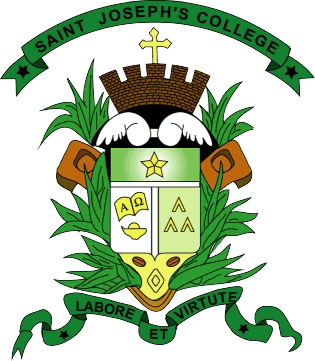 SAINT JOSEPH'S COLLEGE
Α Ω
LABORE ET VIRTUTE